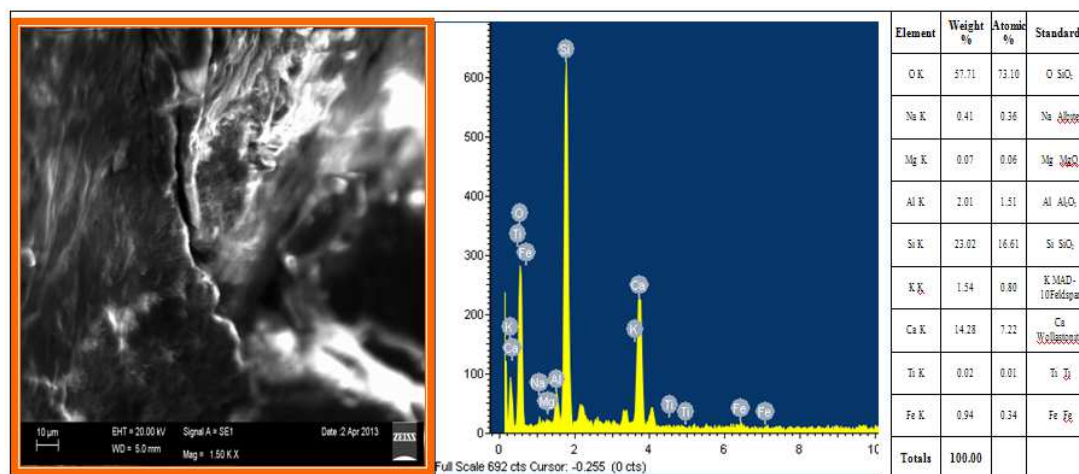 10 µm
EHT = 20.00 kV
WD = 5.0 mm
Signal A = SE1
Mag = 1.50 K X
Date :2 Apr 2013
ZEISS
600
500
400
300
200
100
0
Si
O
Ti
Fe
K
Ca
Na
Mg
Al
Ca
K
Ti
Ti
Fe
Fe
0 2 4 6 8 10
Full Scale 692 cts Cursor: -0.255 (0 cts)
Element Weight % Atomic % Standard
O K 57.71 73.10 O SiO₂
Na K 0.41 0.36 Na Albite
Mg K 0.07 0.06 Mg MgO
Al K 2.01 1.51 Al Al₂O₃
Si K 23.02 16.61 Si SiO₂
K K 1.54 0.80 K MAD-10Feldspar
Ca K 14.28 7.22 Ca Wollastonit
Ti K 0.02 0.01 Ti Ti
Fe K 0.94 0.34 Fe Fe
Totals 100.00